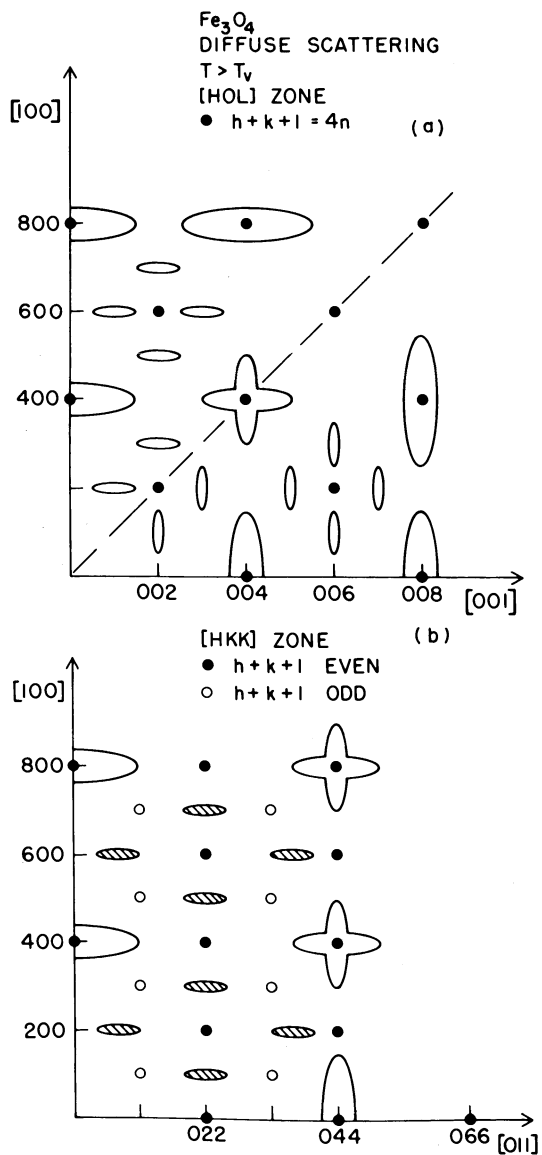 Fe3O4
DIFFUSE SCATTERING
T > Tv
[HOL] ZONE
● h+k+l = 4n
(a)
[100]
800
600
400
002
004
006
008
[001]
(b)
[HKK] ZONE
● h+k+l EVEN
○ h+k+l ODD
[100]
800
600
400
200
022
044
066
[011]